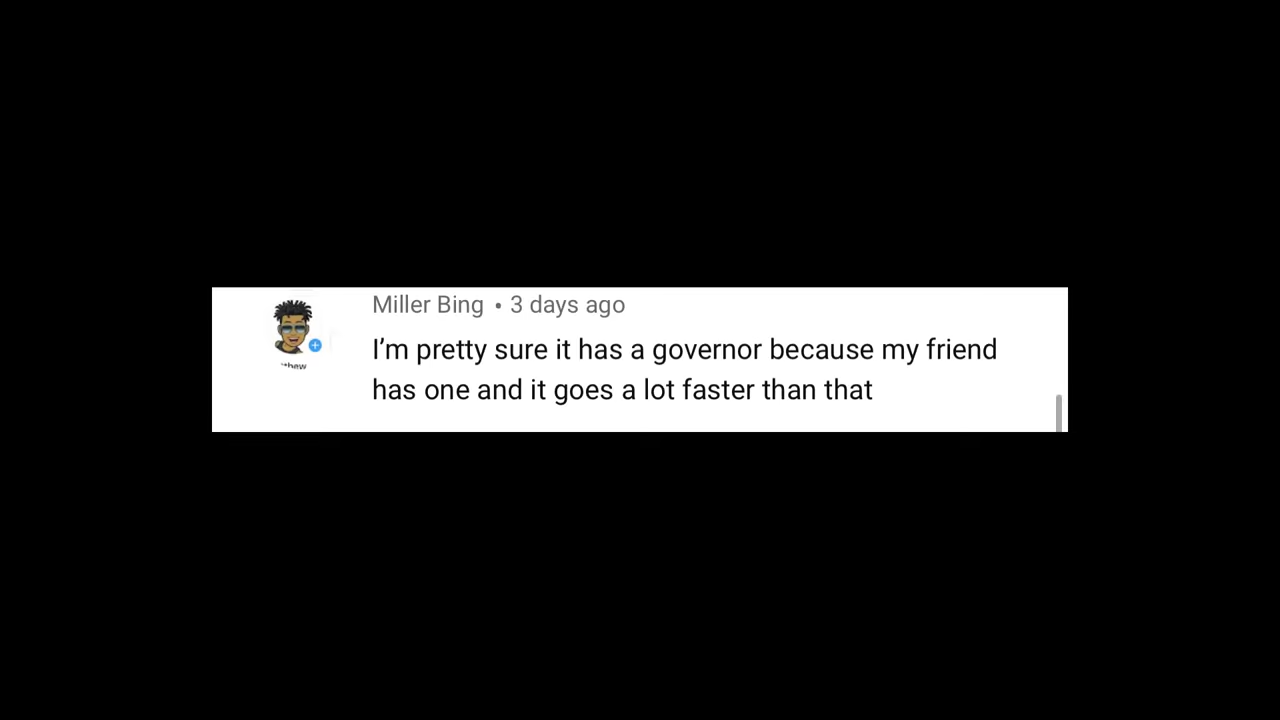 Miller Bing • 3 days ago
I’m pretty sure it has a governor because my friend
has one and it goes a lot faster than that